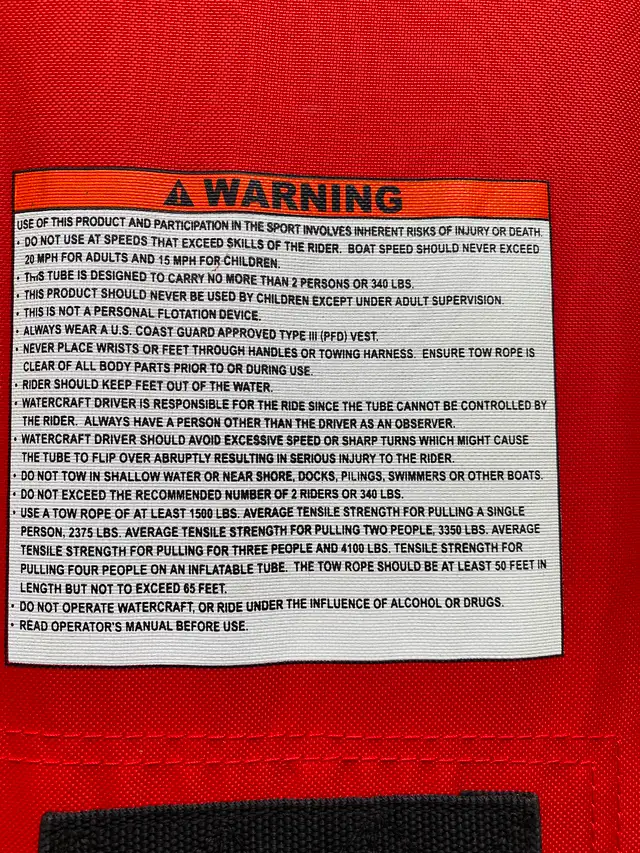 ⚠ WARNING
USE OF THIS PRODUCT AND PARTICIPATION IN THE SPORT INVOLVES INHERENT RISKS OF INJURY OR DEATH.
• DO NOT USE AT SPEEDS THAT EXCEED SKILLS OF THE RIDER. BOAT SPEED SHOULD NEVER EXCEED
20 MPH FOR ADULTS AND 15 MPH FOR CHILDREN.
• THIS TUBE IS DESIGNED TO CARRY NO MORE THAN 2 PERSONS OR 340 LBS.
• THIS PRODUCT SHOULD NEVER BE USED BY CHILDREN EXCEPT UNDER ADULT SUPERVISION.
• THIS IS NOT A PERSONAL FLOTATION DEVICE.
• ALWAYS WEAR A U.S. COAST GUARD APPROVED TYPE III (PFD) VEST.
• NEVER PLACE WRISTS OR FEET THROUGH HANDLES OR TOWING HARNESS. ENSURE TOW ROPE IS
CLEAR OF ALL BODY PARTS PRIOR TO OR DURING USE.
• RIDER SHOULD KEEP FEET OUT OF THE WATER.
• WATERCRAFT DRIVER IS RESPONSIBLE FOR THE RIDE SINCE THE TUBE CANNOT BE CONTROLLED BY
THE RIDER. ALWAYS HAVE A PERSON OTHER THAN THE DRIVER AS AN OBSERVER.
• WATERCRAFT DRIVER SHOULD AVOID EXCESSIVE SPEED OR SHARP TURNS WHICH MIGHT CAUSE
THE TUBE TO FLIP OVER ABRUPTLY RESULTING IN SERIOUS INJURY TO THE RIDER.
• DO NOT TOW IN SHALLOW WATER OR NEAR SHORE, DOCKS, PILINGS, SWIMMERS OR OTHER BOATS.
• DO NOT EXCEED THE RECOMMENDED NUMBER OF 2 RIDERS OR 340 LBS.
• USE A TOW ROPE OF AT LEAST 1500 LBS. AVERAGE TENSILE STRENGTH FOR PULLING A SINGLE
PERSON, 2375 LBS. AVERAGE TENSILE STRENGTH FOR PULLING TWO PEOPLE, 3350 LBS. AVERAGE
TENSILE STRENGTH FOR PULLING FOR THREE PEOPLE AND 4100 LBS. TENSILE STRENGTH FOR
PULLING FOUR PEOPLE ON AN INFLATABLE TUBE. THE TOW ROPE SHOULD BE AT LEAST 50 FEET IN
LENGTH BUT NOT TO EXCEED 65 FEET.
• DO NOT OPERATE WATERCRAFT, OR RIDE UNDER THE INFLUENCE OF ALCOHOL OR DRUGS.
• READ OPERATOR'S MANUAL BEFORE USE.